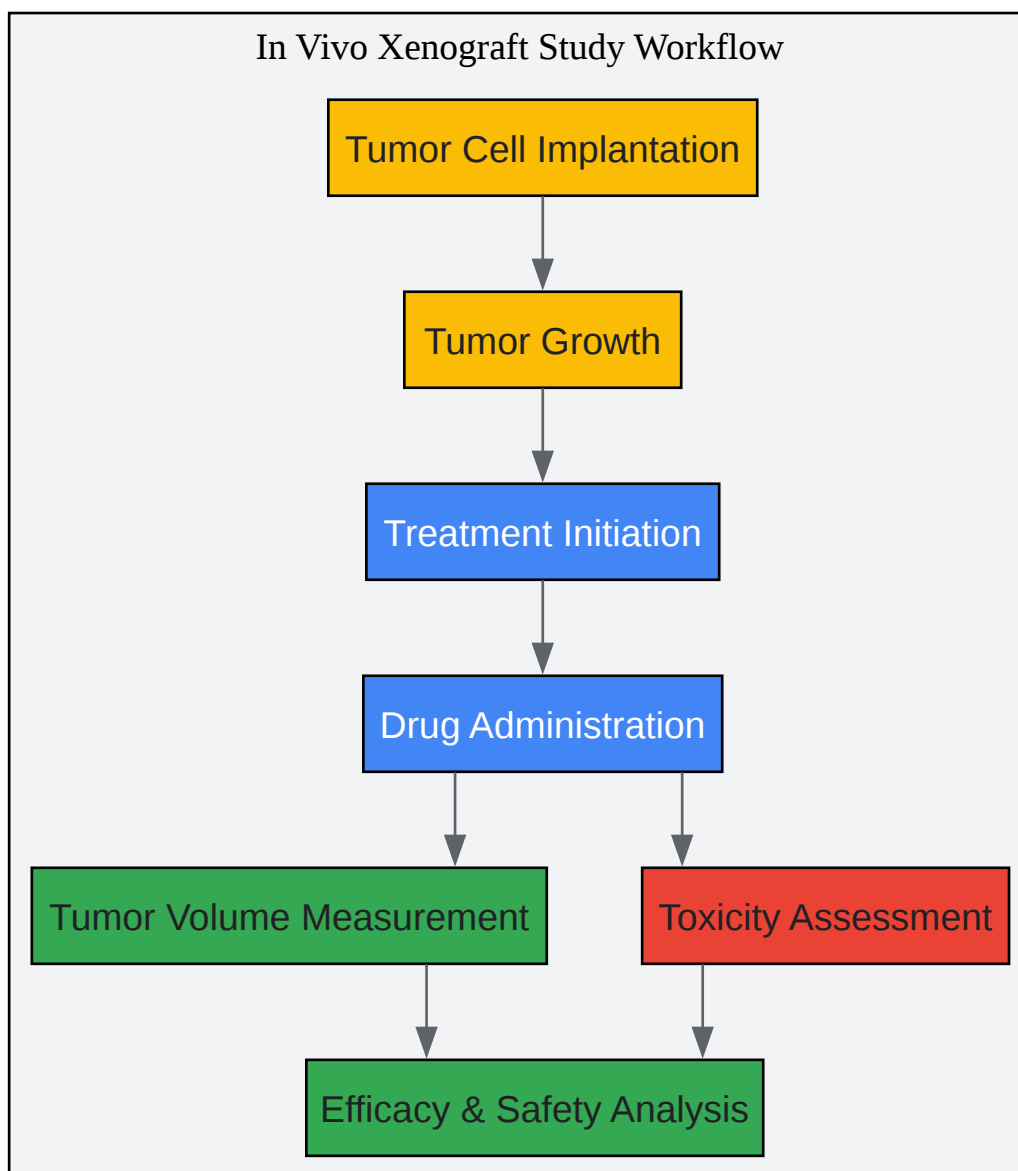 In Vivo Xenograft Study Workflow
Tumor Cell Implantation
Tumor Growth
Treatment Initiation
Drug Administration
Tumor Volume Measurement
Toxicity Assessment
Efficacy & Safety Analysis